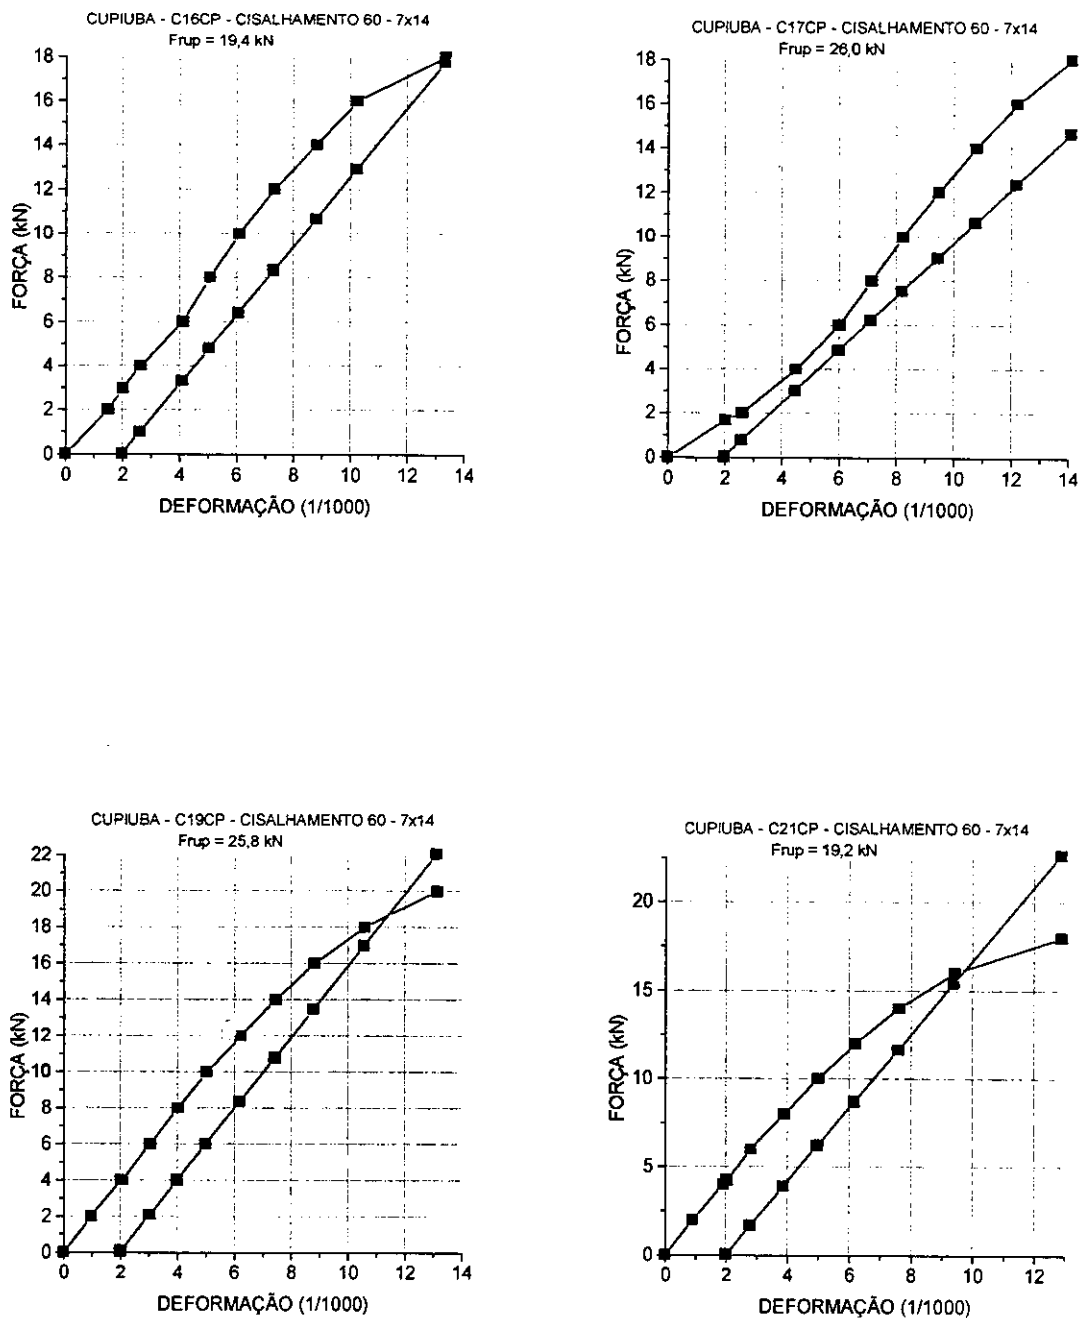 CUPIUBA - C16CP - CISALHAMENTO 60 - 7x14
Frup = 19,4 kN
18
16
14
12
10
8
6
4
2
0
FORÇA (kN)
0 2 4 6 8 10 12 14
DEFORMAÇÃO (1/1000)
CUPIUBA - C17CP - CISALHAMENTO 60 - 7x14
Frup = 26,0 kN
18
16
14
12
10
8
6
4
2
0
FORÇA (kN)
0 2 4 6 8 10 12 14
DEFORMAÇÃO (1/1000)
CUPIUBA - C19CP - CISALHAMENTO 60 - 7x14
Frup = 25,8 kN
22
20
18
16
14
12
10
8
6
4
2
0
FORÇA (kN)
0 2 4 6 8 10 12 14
DEFORMAÇÃO (1/1000)
CUPIUBA - C21CP - CISALHAMENTO 60 - 7x14
Frup = 19,2 kN
20
15
10
5
0
FORÇA (kN)
0 2 4 6 8 10 12
DEFORMAÇÃO (1/1000)